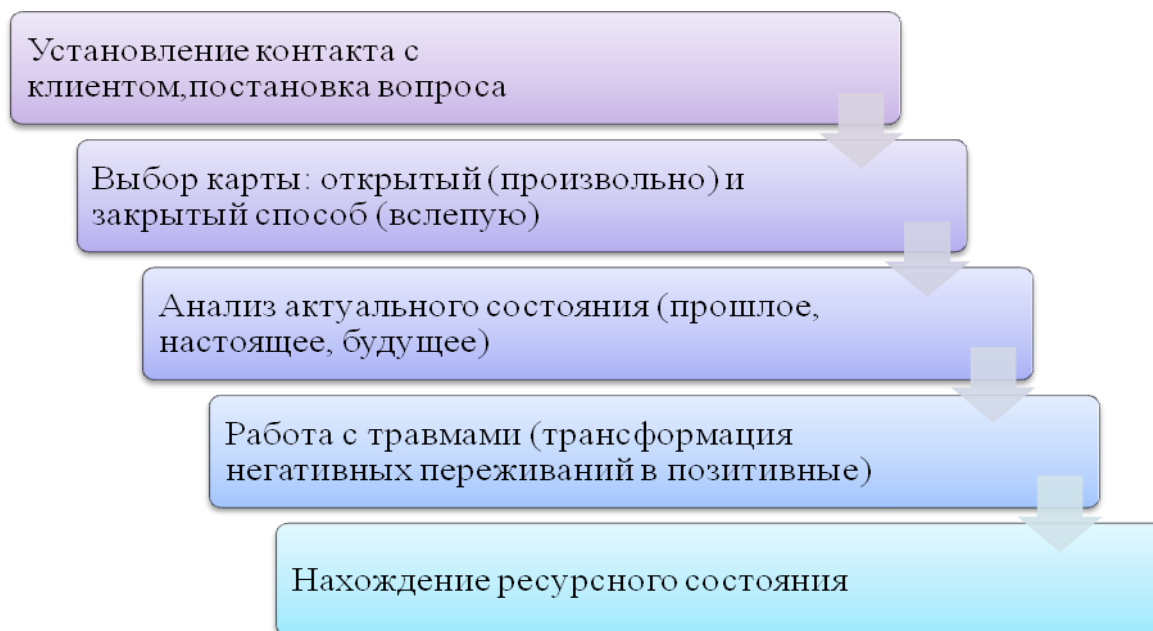 Установление контакта с
клиентом,постановка вопроса
Выбор карты: открытый (произвольно) и
закрытый способ (вслепую)
Анализ актуального состояния (прошлое,
настоящее, будущее)
Работа с травмами (трансформация
негативных переживаний в позитивные)
Нахождение ресурсного состояния